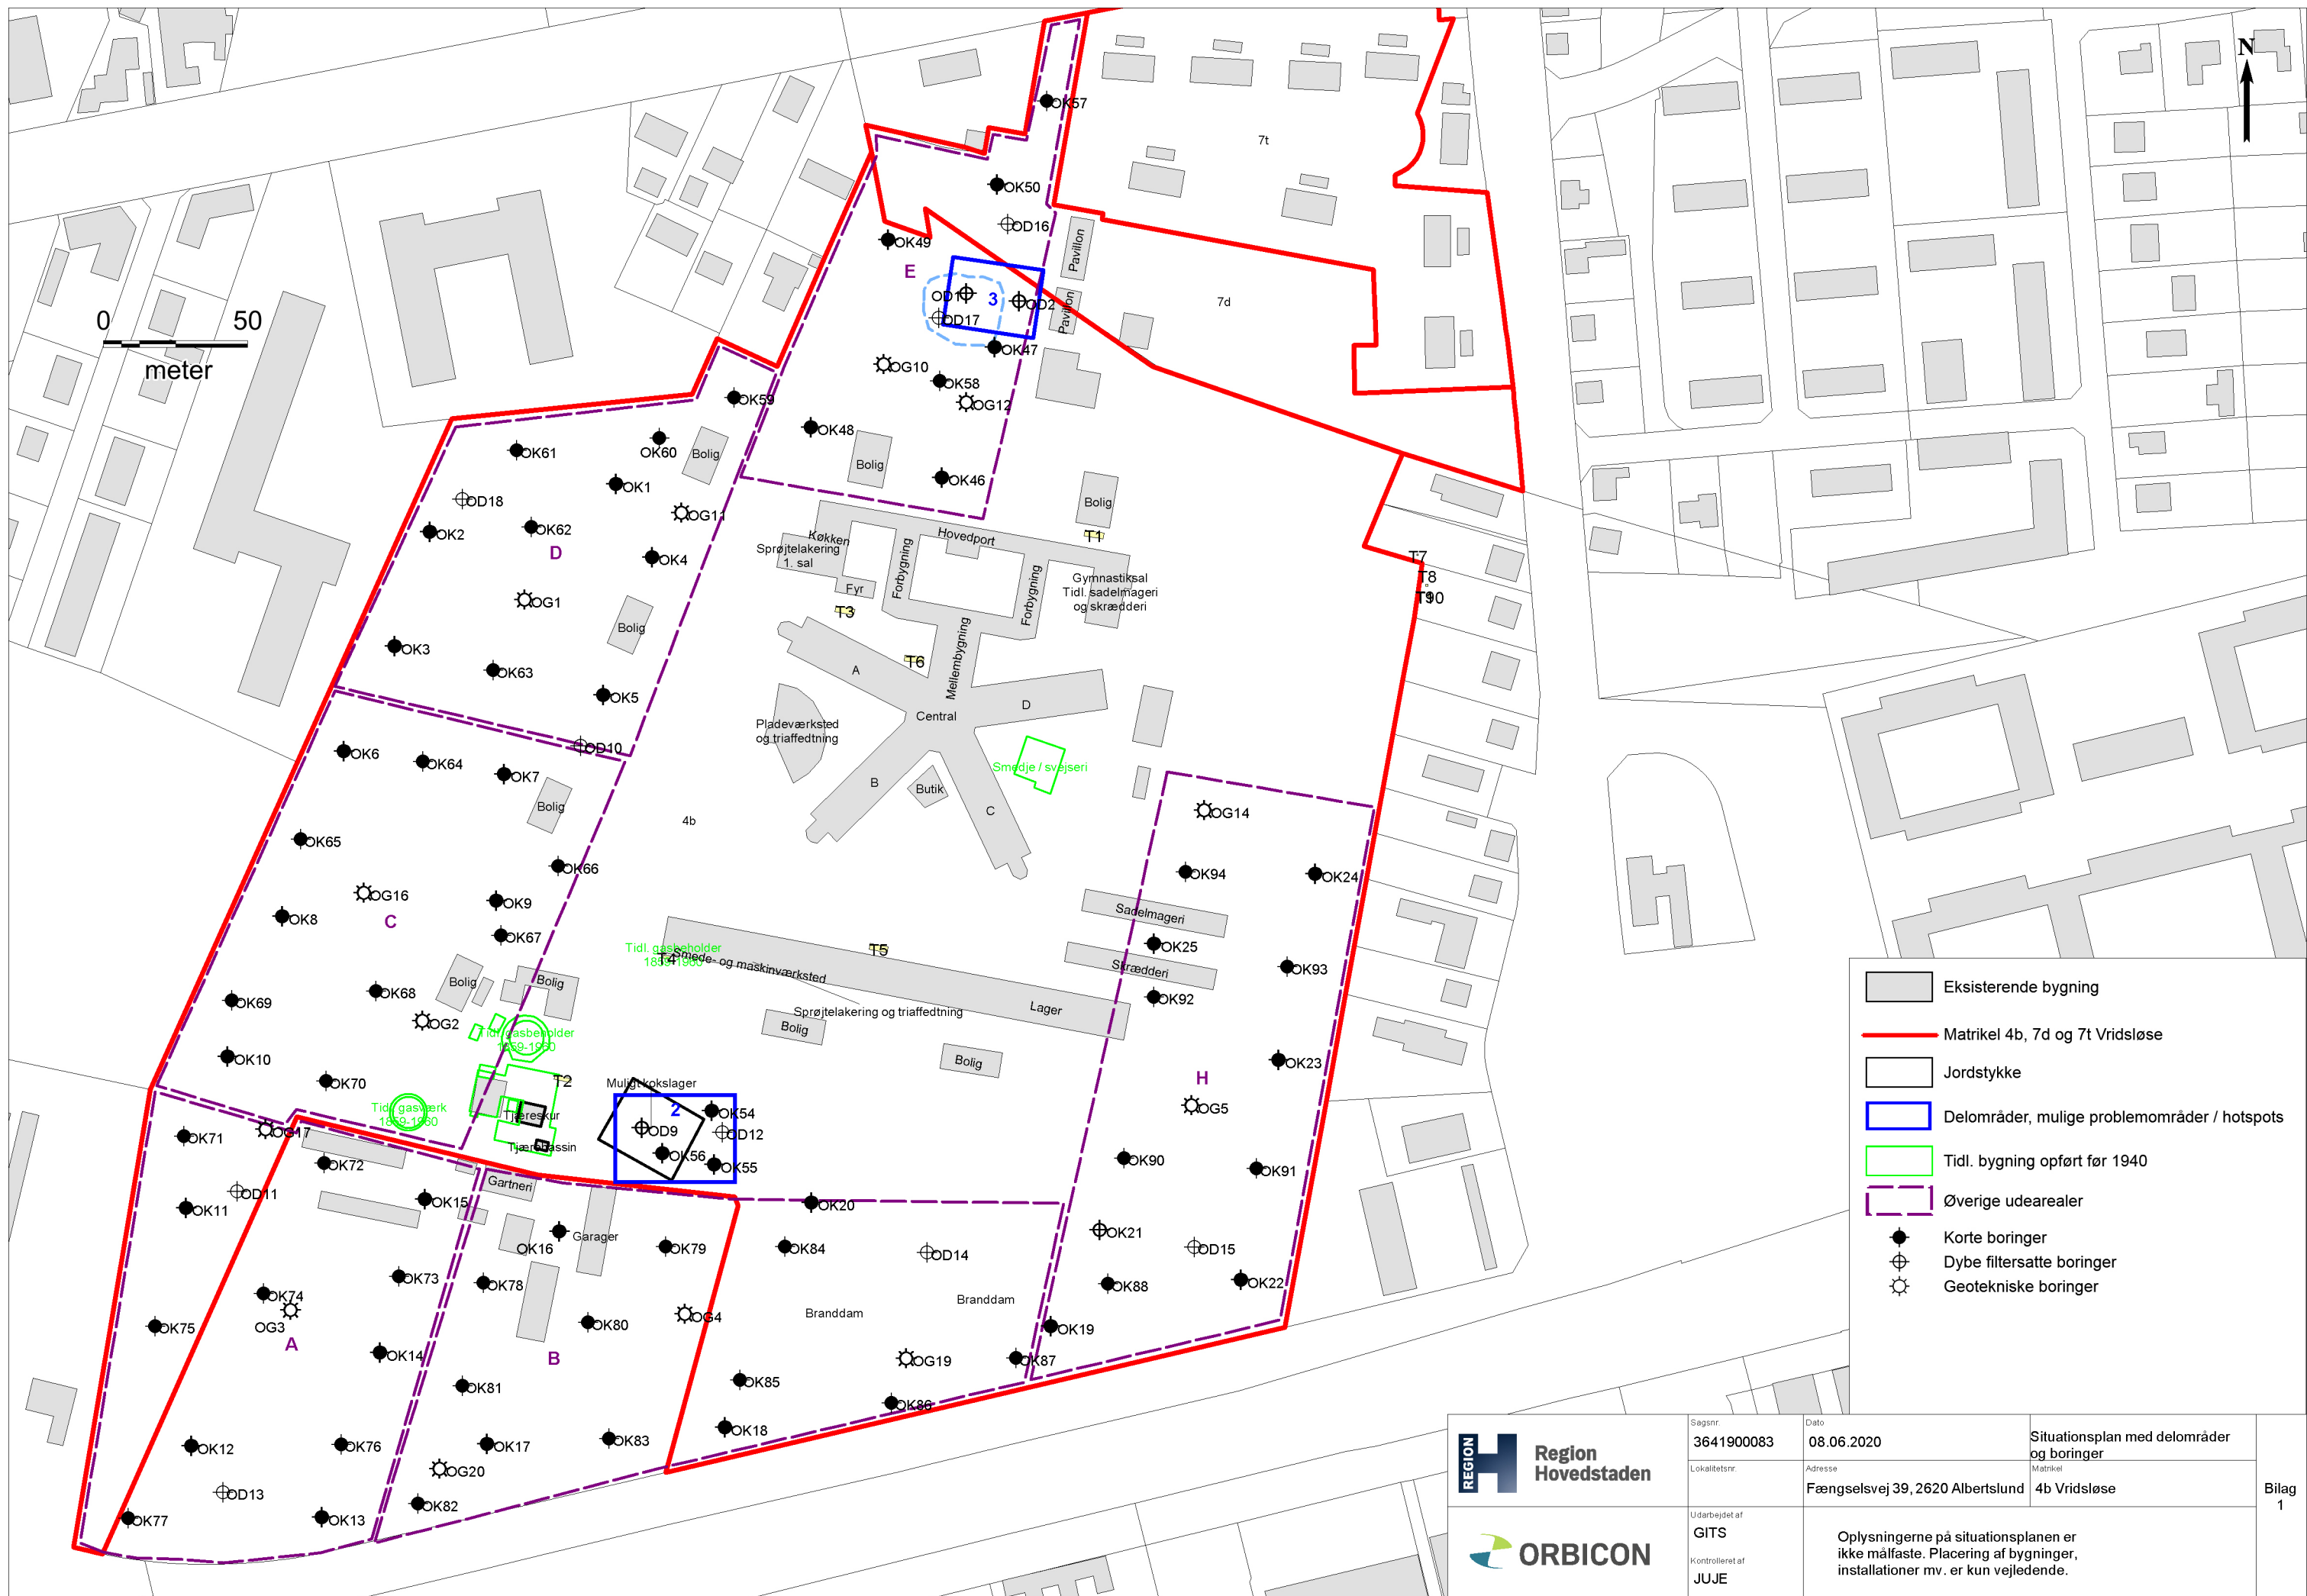 N
OK57
7t
OK50
OD16
OK49
Pavillon
E
OD1
3
OD2
7d
OD17
Pavillon
0 50
meter
OK47
OG10
OK58
OK59
OG12
OK48
OK61
OK60
Bolig
Bolig
OK46
OK1
Bolig
OD18
OG11
OK2
OK62
Hovedport
T1
Køkken
D
Sprøjtelakering
1. sal
OK4
Forbygning
Forbygning
T7
Gymnastiksal
Tidl. sadelmageri
og skrædderi
T8
Fyr
OG1
T3
T90
Bolig
Mellembygning
OK3
T6
A
OK63
OK5
D
Central
Pladeværksted
og triaffedtning
OD10
OK6
OK64
Smedje / svejseri
OK7
B
Butik
Bolig
C
OG14
4b
OK65
OK66
OK94
OK24
OG16
OK9
OK8
C
Sadelmageri
OK67
OK25
Tidl. gasbeholder
1859-1960
T4
T5
Smede- og maskinværksted
Skrædderi
OK93
Bolig
Bolig
OK68
OK69
OK92
Lager
Sprøjtelakering og triaffedtning
OG2
Bolig
Tidl. gasbeholder
1859-1960
OK10
Bolig
OK23
OK70
T2
Muligt kokslager
H
Tidl. gasværk
1859-1960
Tjæreskur
2
OK54
OG5
OG17
OD9
OD12
OK71
Tjærebassin
OK56
OK72
OK55
OK90
OK91
Gartneri
OD11
OK15
OK11
OK20
OK21
Garager
OK16
OK79
OK84
OD14
OD15
OK73
OK78
OK88
OK22
OK74
Branddam
Branddam
OG3
OG4
OK75
OK80
OK19
A
OK14
B
OG19
OK87
OK81
OK85
OK86
OK18
OK12
OK76
OK17
OK83
OG20
OD13
OK82
OK77
OK13
Eksisterende bygning
Matrikel 4b, 7d og 7t Vridsløse
Jordstykke
Delområder, mulige problemområder / hotspots
Tidl. bygning opført før 1940
Øverige udearealer
Korte boringer
Dybe filtersatte boringer
Geotekniske boringer
REGION
H
Region
Hovedstaden
Sagsnr.
3641900083
Dato
08.06.2020
Situationsplan med delområder
og boringer
Lokalitetsnr.
Adresse
Fængselsvej 39, 2620 Albertslund
Matrikel
4b Vridsløse
Bilag
1
ORBICON
Udarbejdet af
GITS
Kontrolleret af
JUJE
Oplysningerne på situationsplanen er
ikke målfaste. Placering af bygninger,
installationer mv. er kun vejledende.